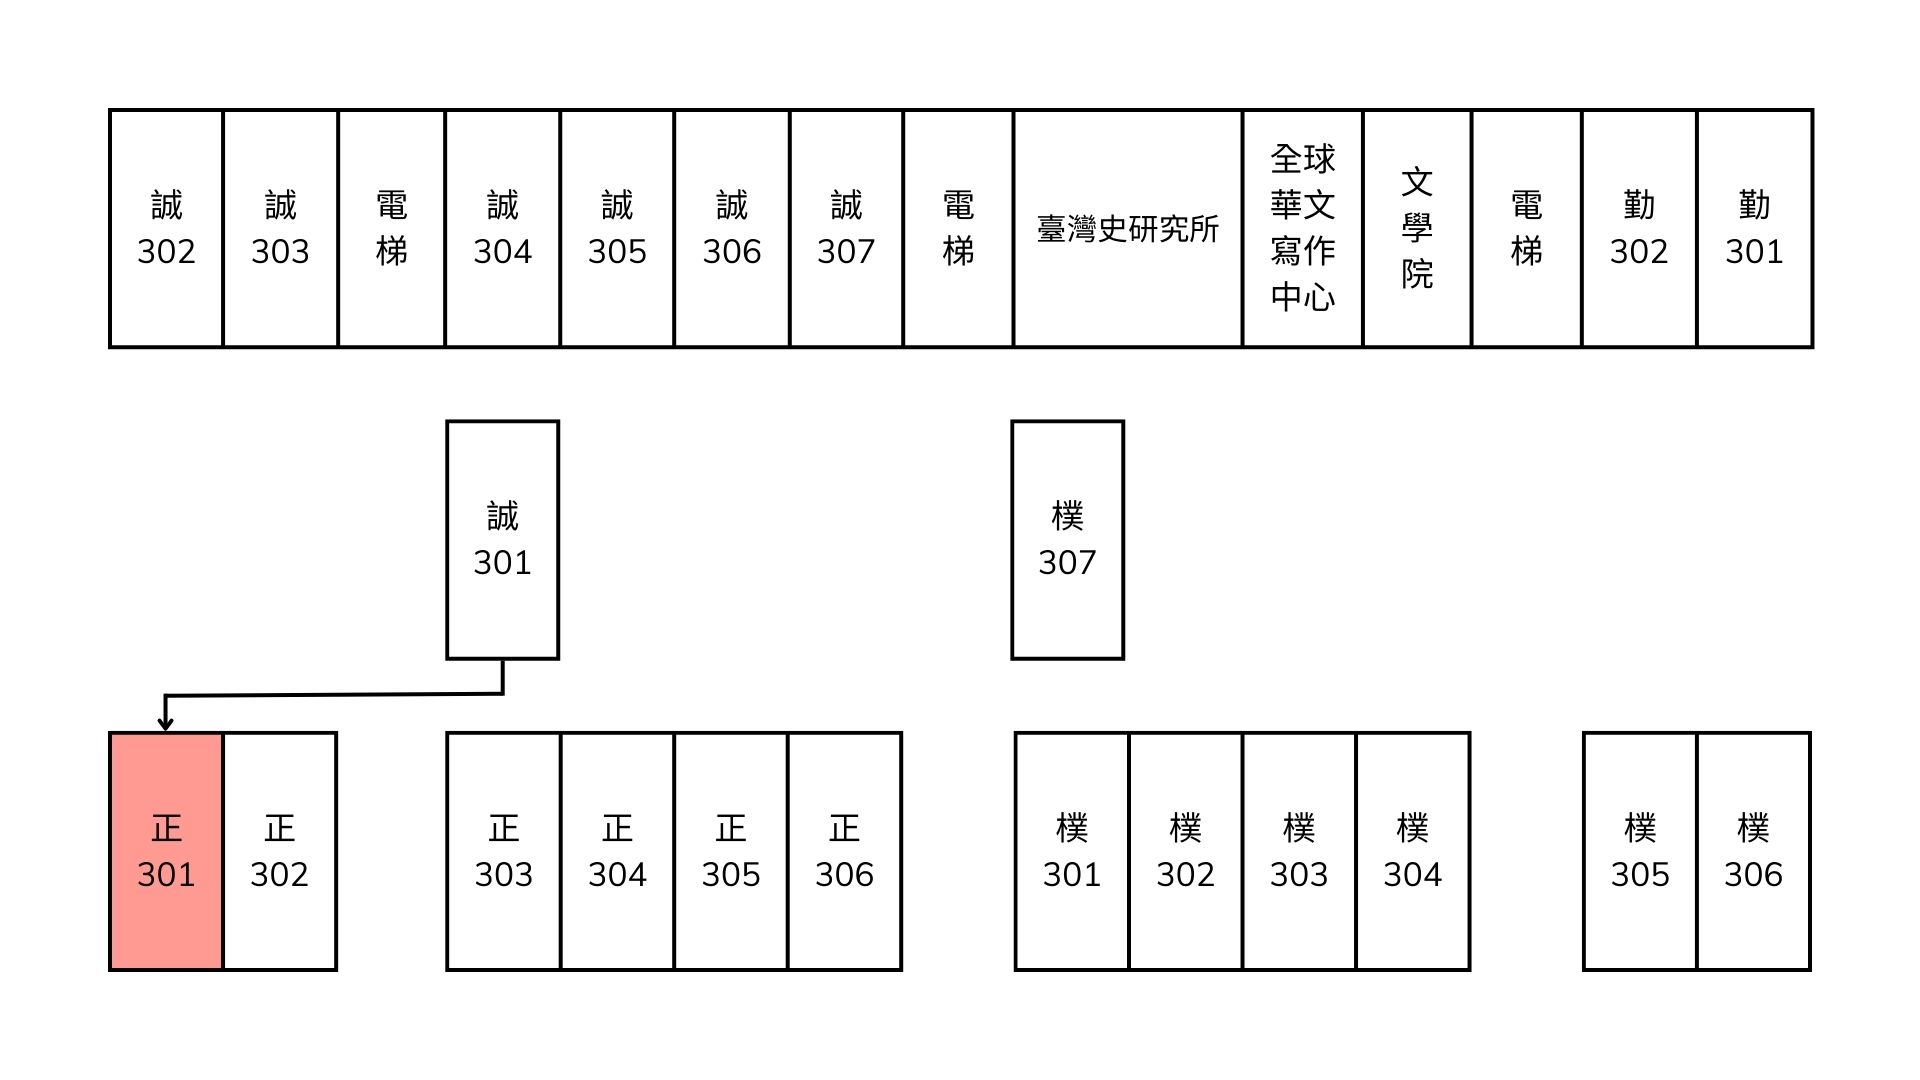 誠
302
誠
303
電
梯
誠
304
誠
305
誠
306
誠
307
電
梯
臺灣史研究所
全球
華文
寫作
中心
文
學
院
電
梯
勤
302
勤
301
誠
301
樸
307
正
301
正
302
正
303
正
304
正
305
正
306
樸
301
樸
302
樸
303
樸
304
樸
305
樸
306